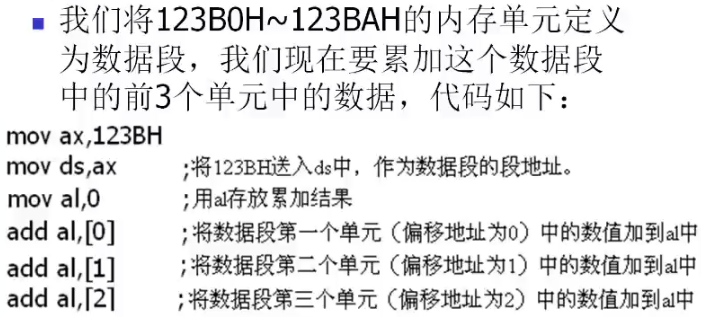 我们将123B0H~123BAH的内存单元定义
为数据段，我们现在要累加这个数据段
中的前3个单元中的数据，代码如下：
mov ax,123BH
mov ds,ax ;将123BH送入ds中，作为数据段的段地址。
mov al,0 ;用al存放累加结果
add al,[0] ;将数据段第一个单元（偏移地址为0）中的数值加到al中
add al,[1] ;将数据段第二个单元（偏移地址为1）中的数值加到al中
add al,[2] ;将数据段第三个单元（偏移地址为2）中的数值加到al中